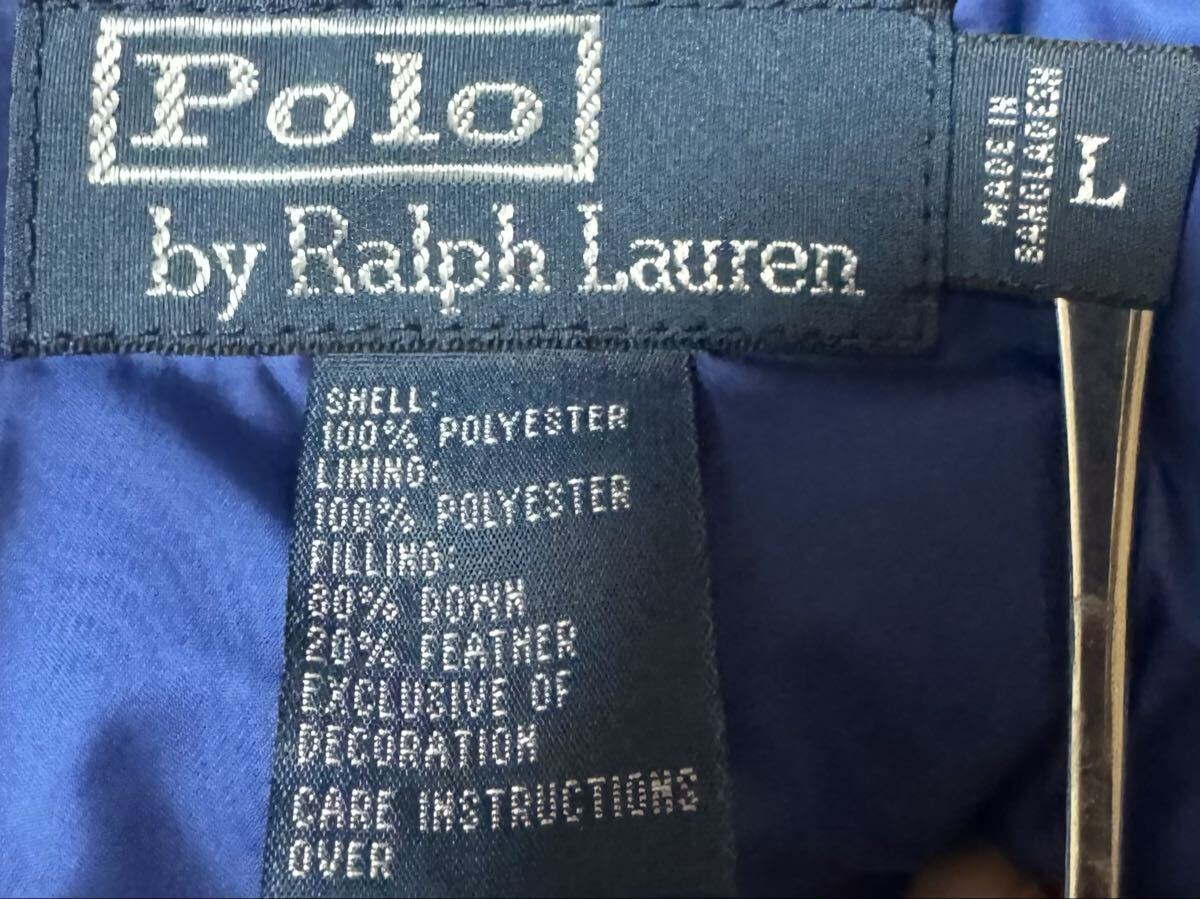 Polo
by Ralph Lauren
MADE IN
BANGLADESH
L
SHELL:
100% POLYESTER
LINING:
100% POLYESTER
FILLING:
80% DOWN
20% FEATHER
EXCLUSIVE OF
DECORATION
CARE INSTRUCTIONS
OVER